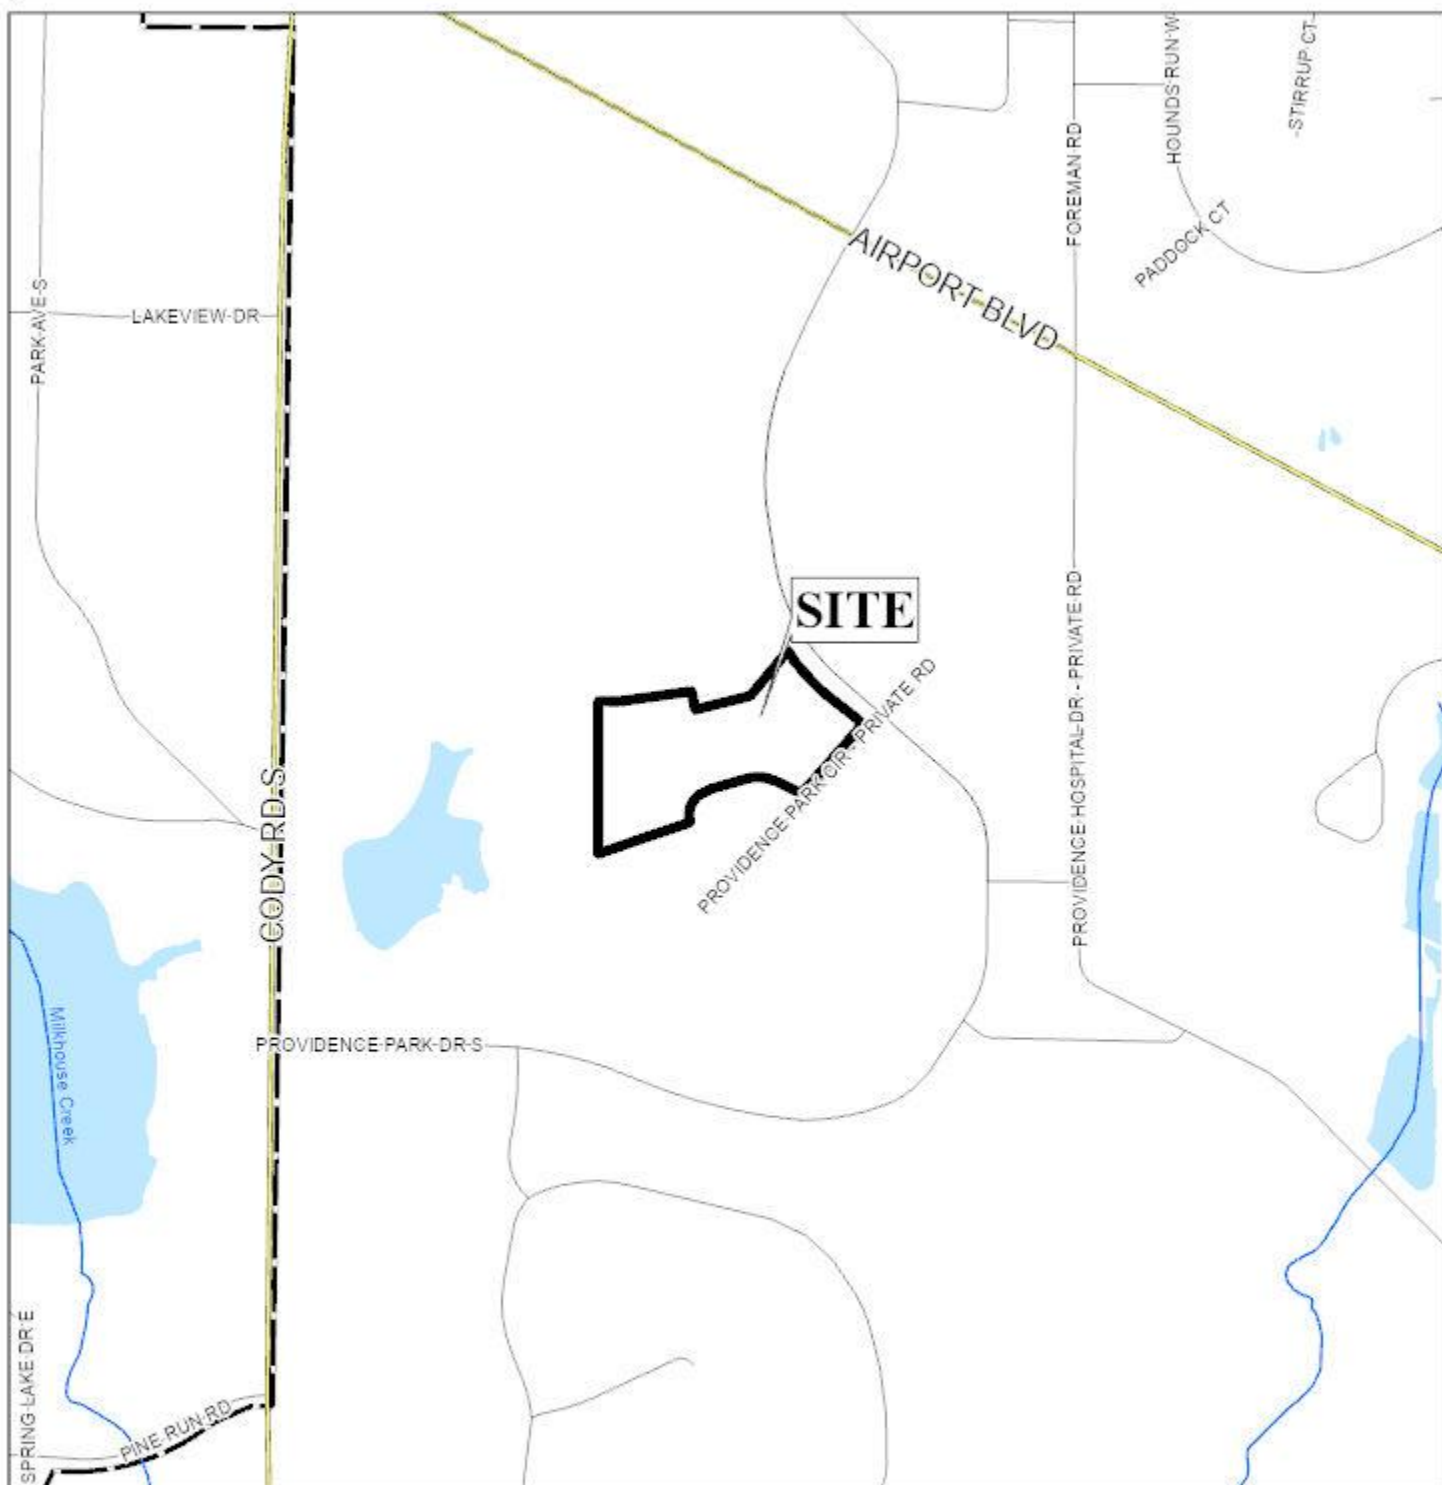 HOUNDS RUN W
STIRRUP CT
FOREMAN RD
PADDOCK CT
AIRPORT BLVD
PARK AVE S
LAKEVIEW DR
SITE
PROVIDENCE PARK CIR - PRIVATE RD
PROVIDENCE HOSPITAL DR - PRIVATE RD
CODY RD S
Milkhouse Creek
PROVIDENCE PARK DR S
SPRING LAKE DR E
PINE RUN RD